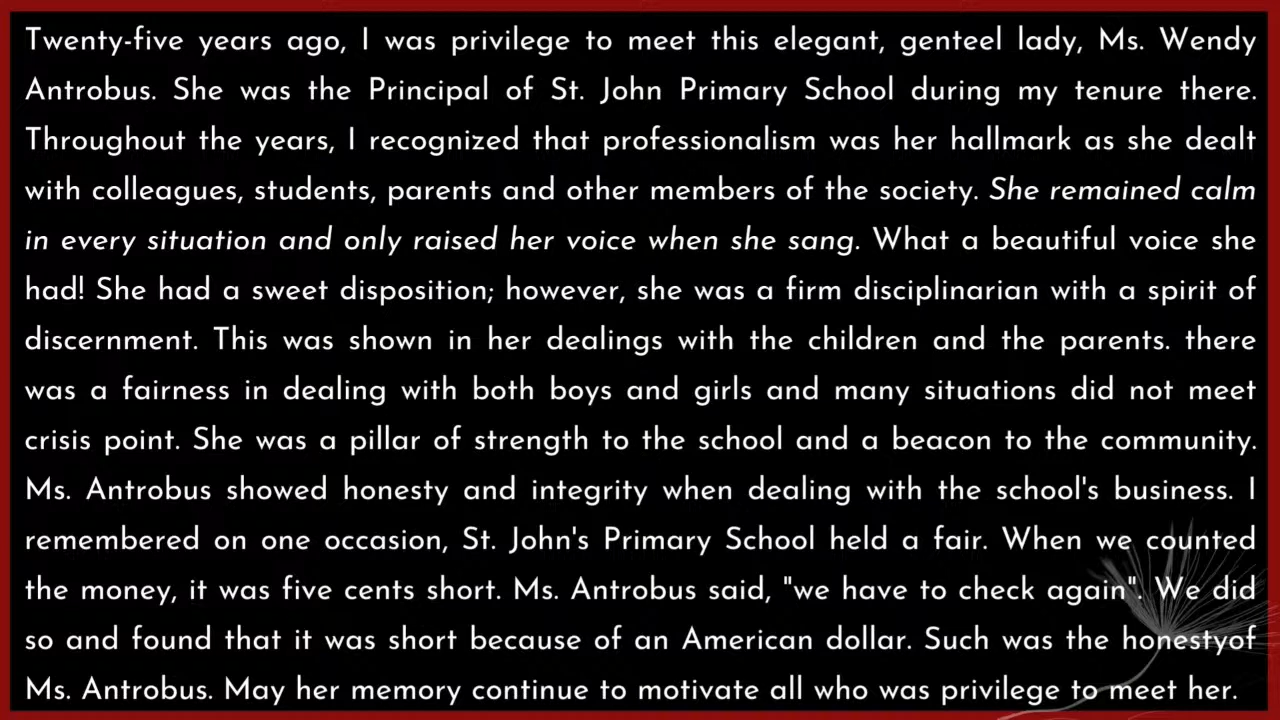 Twenty-five years ago, I was privilege to meet this elegant, genteel lady, Ms. Wendy
Antrobus. She was the Principal of St. John Primary School during my tenure there.
Throughout the years, I recognized that professionalism was her hallmark as she dealt
with colleagues, students, parents and other members of the society. She remained calm
in every situation and only raised her voice when she sang. What a beautiful voice she
had! She had a sweet disposition; however, she was a firm disciplinarian with a spirit of
discernment. This was shown in her dealings with the children and the parents. there
was a fairness in dealing with both boys and girls and many situations did not meet
crisis point. She was a pillar of strength to the school and a beacon to the community.
Ms. Antrobus showed honesty and integrity when dealing with the school's business. I
remembered on one occasion, St. John's Primary School held a fair. When we counted
the money, it was five cents short. Ms. Antrobus said, "we have to check again". We did
so and found that it was short because of an American dollar. Such was the honestyof
Ms. Antrobus. May her memory continue to motivate all who was privilege to meet her.